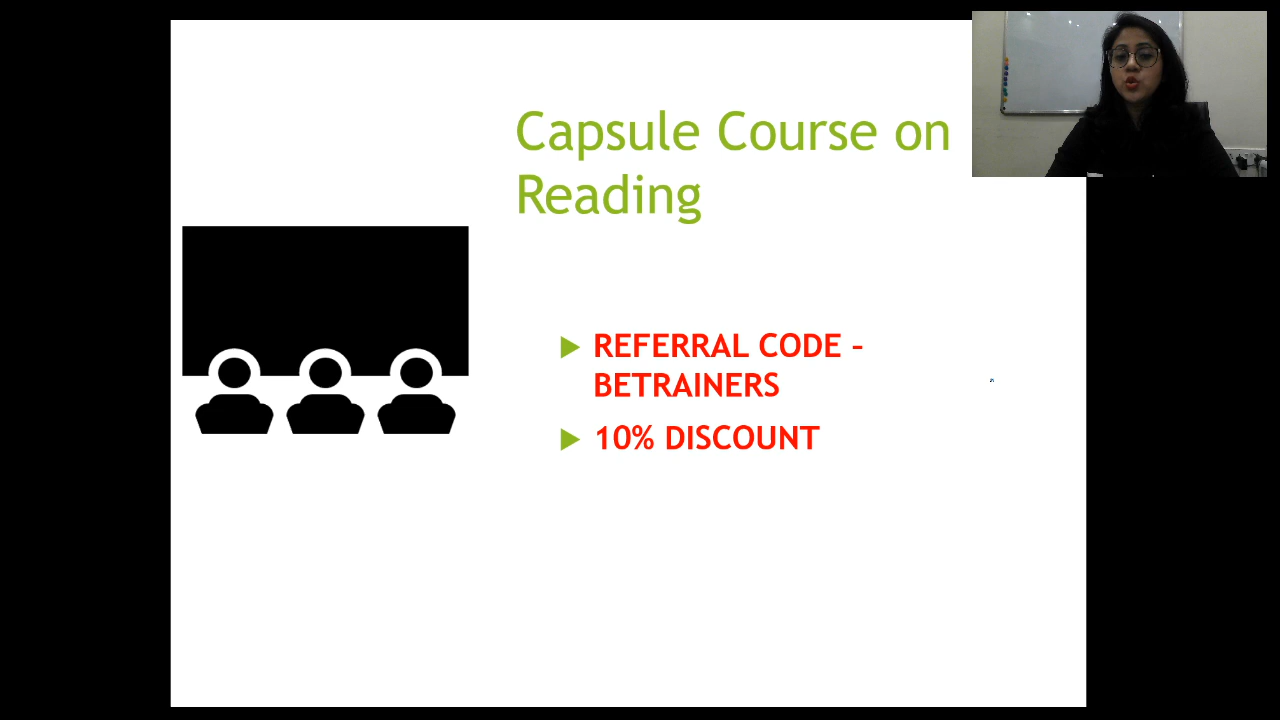 Capsule Course on
Reading
REFERRAL CODE –
BETRAINERS
10% DISCOUNT